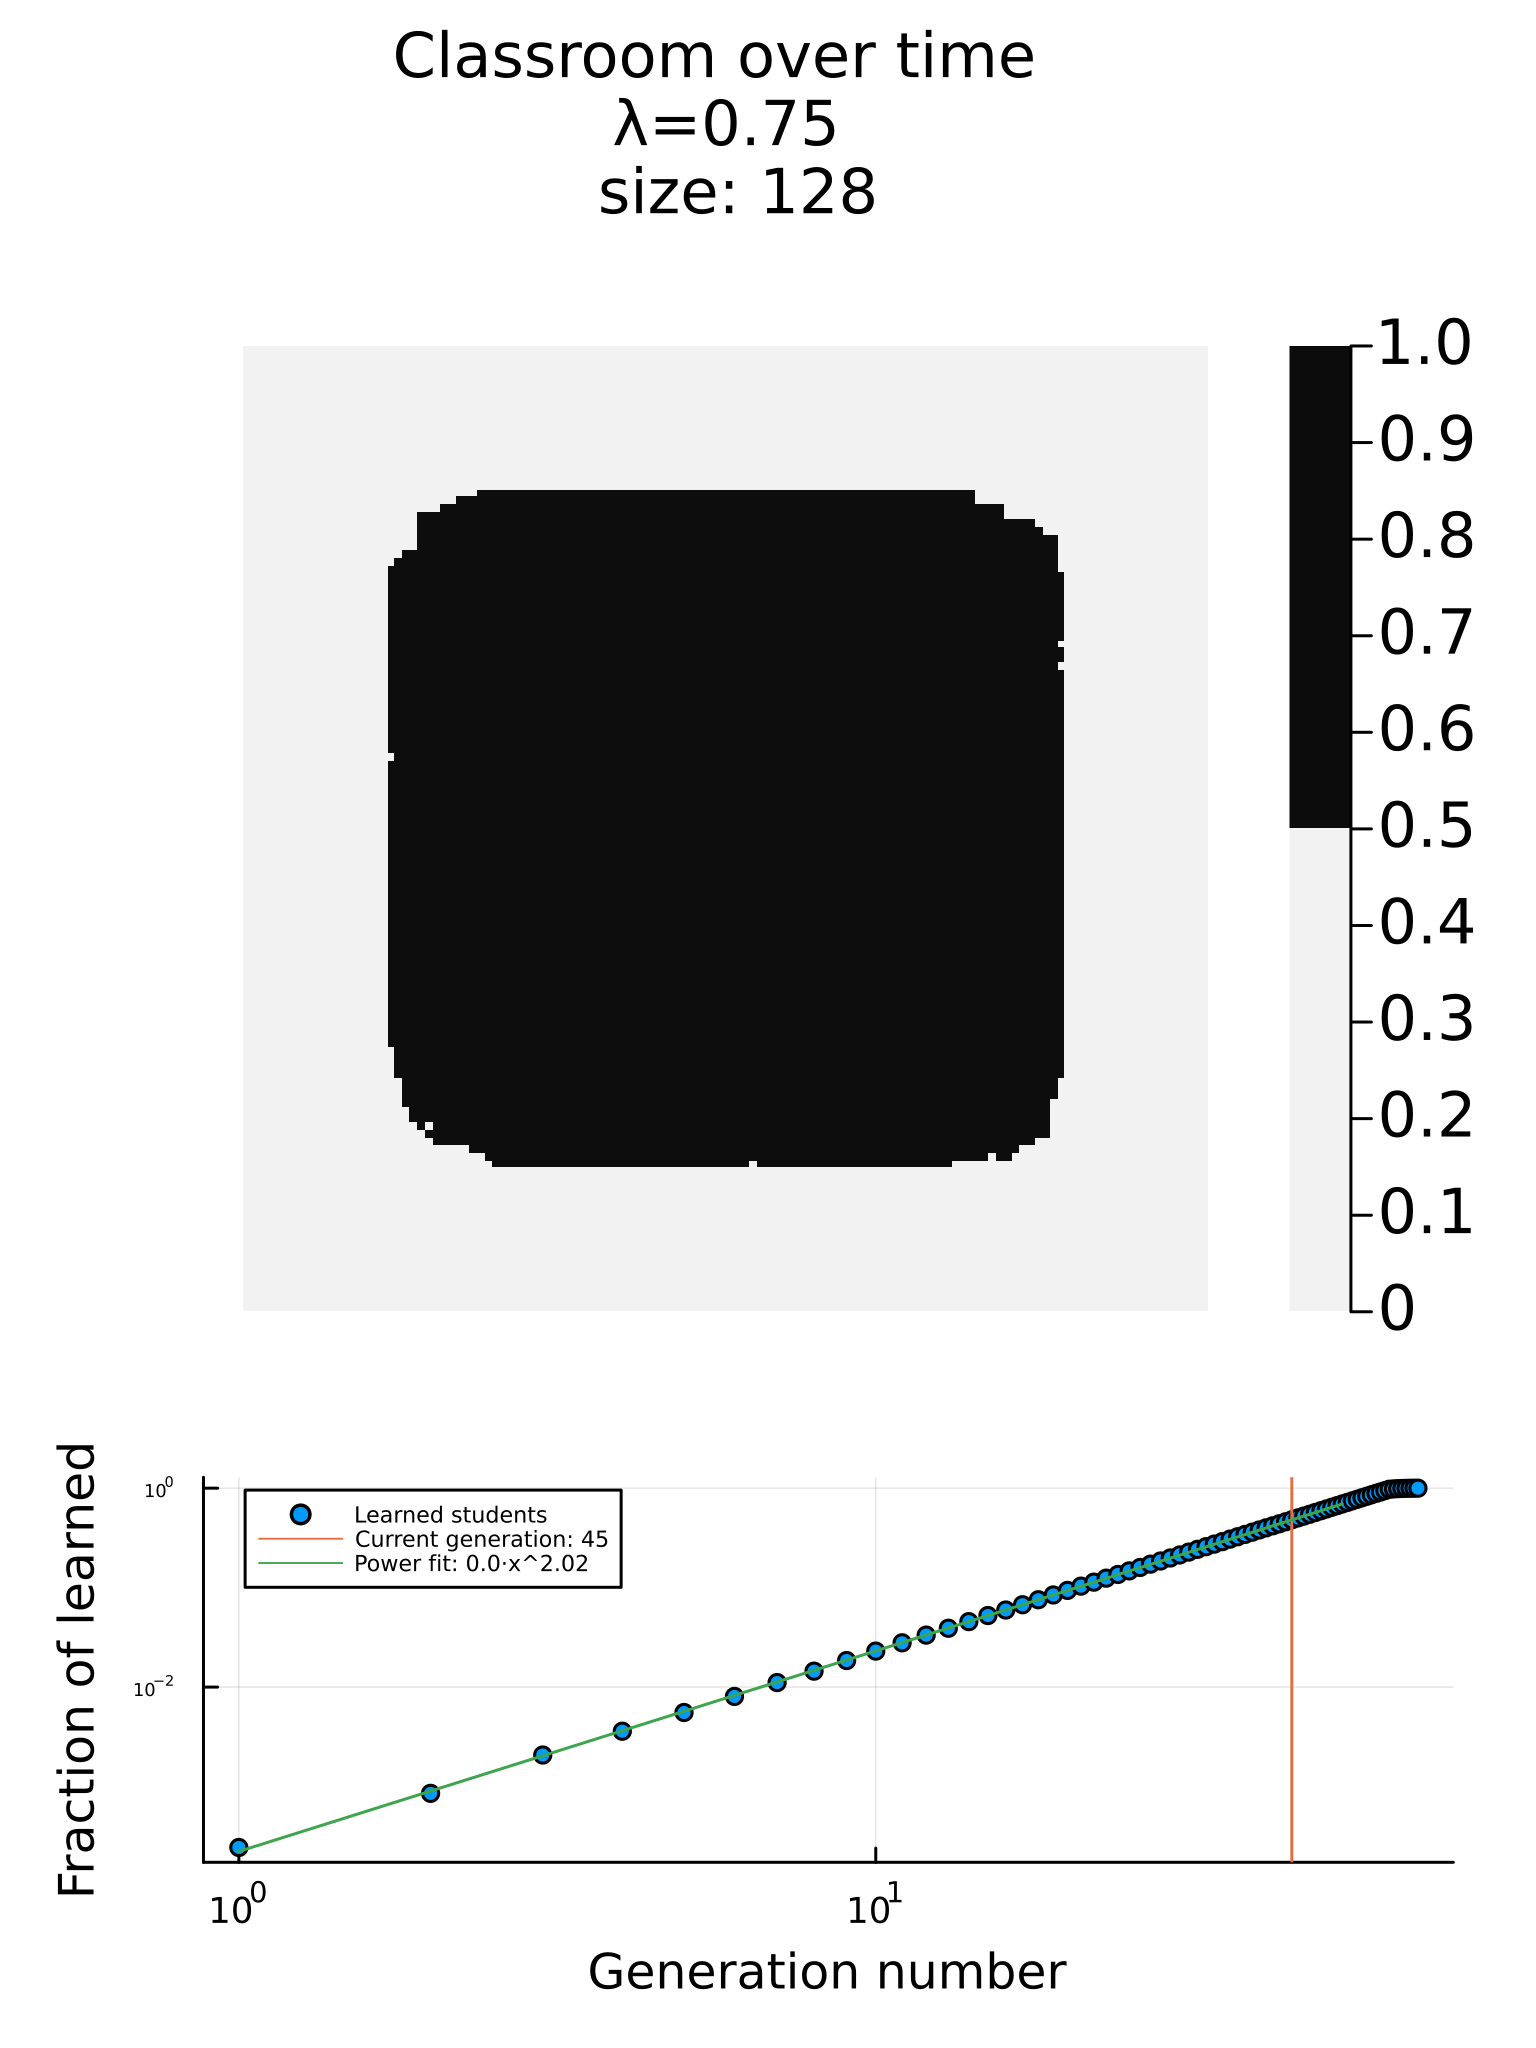 Classroom over time
λ=0.75
size: 128
1.0
0.9
0.8
0.7
0.6
0.5
0.4
0.3
0.2
0.1
0
Fraction of learned
10⁰
10⁻²
Learned students
Current generation: 45
Power fit: 0.0·x^2.02
10⁰
10¹
Generation number